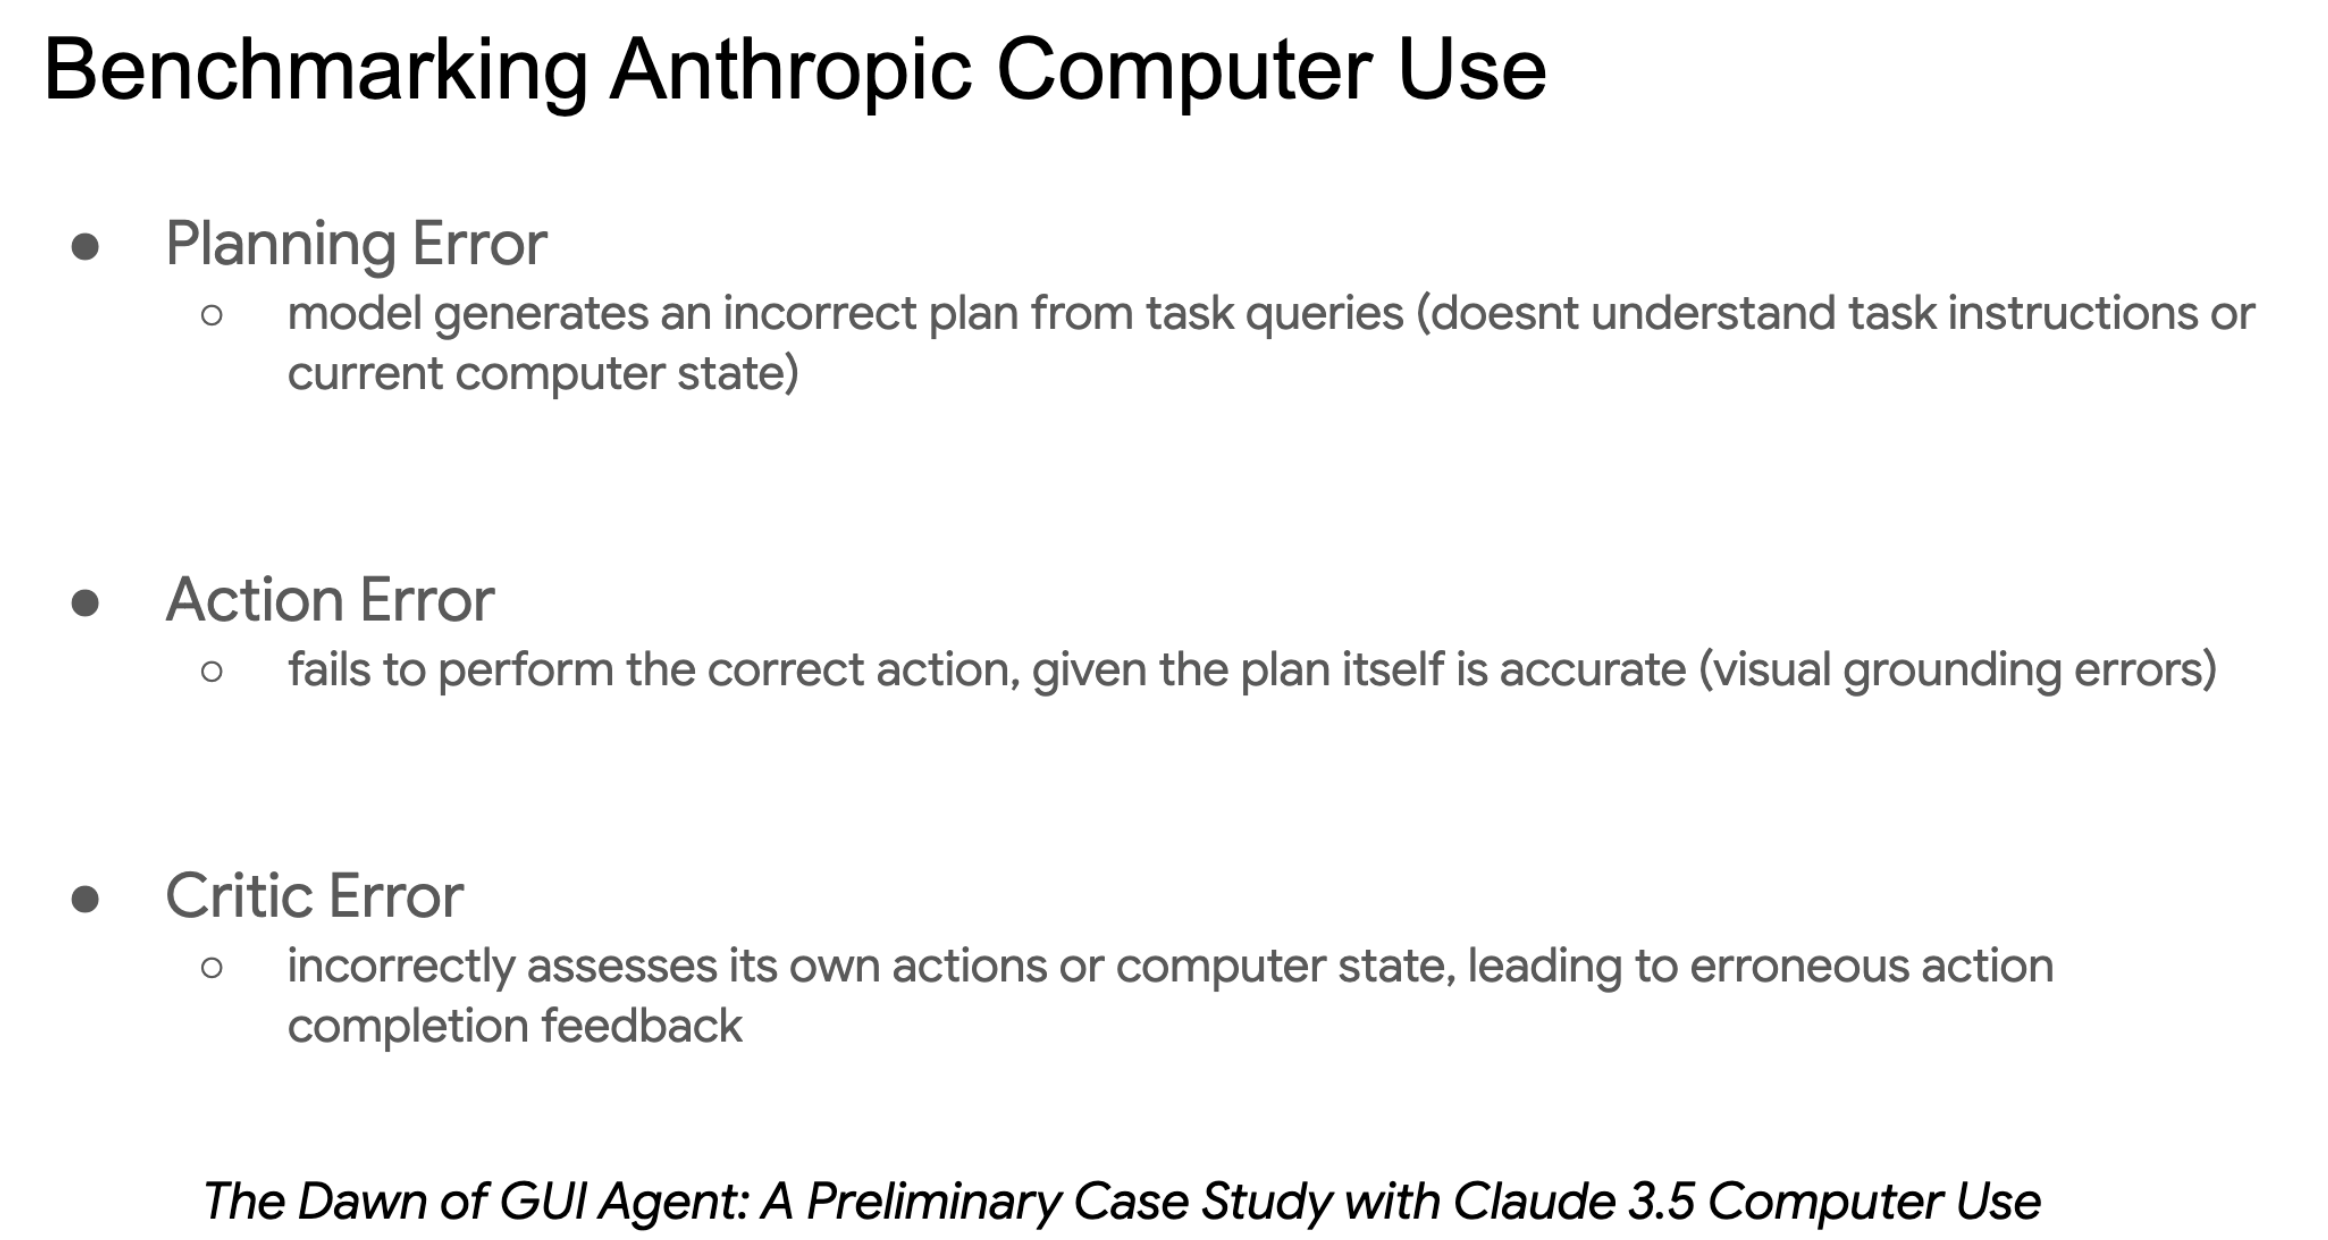 Benchmarking Anthropic Computer Use
● Planning Error
○ model generates an incorrect plan from task queries (doesnt understand task instructions or
current computer state)
● Action Error
○ fails to perform the correct action, given the plan itself is accurate (visual grounding errors)
● Critic Error
○ incorrectly assesses its own actions or computer state, leading to erroneous action
completion feedback
The Dawn of GUI Agent: A Preliminary Case Study with Claude 3.5 Computer Use